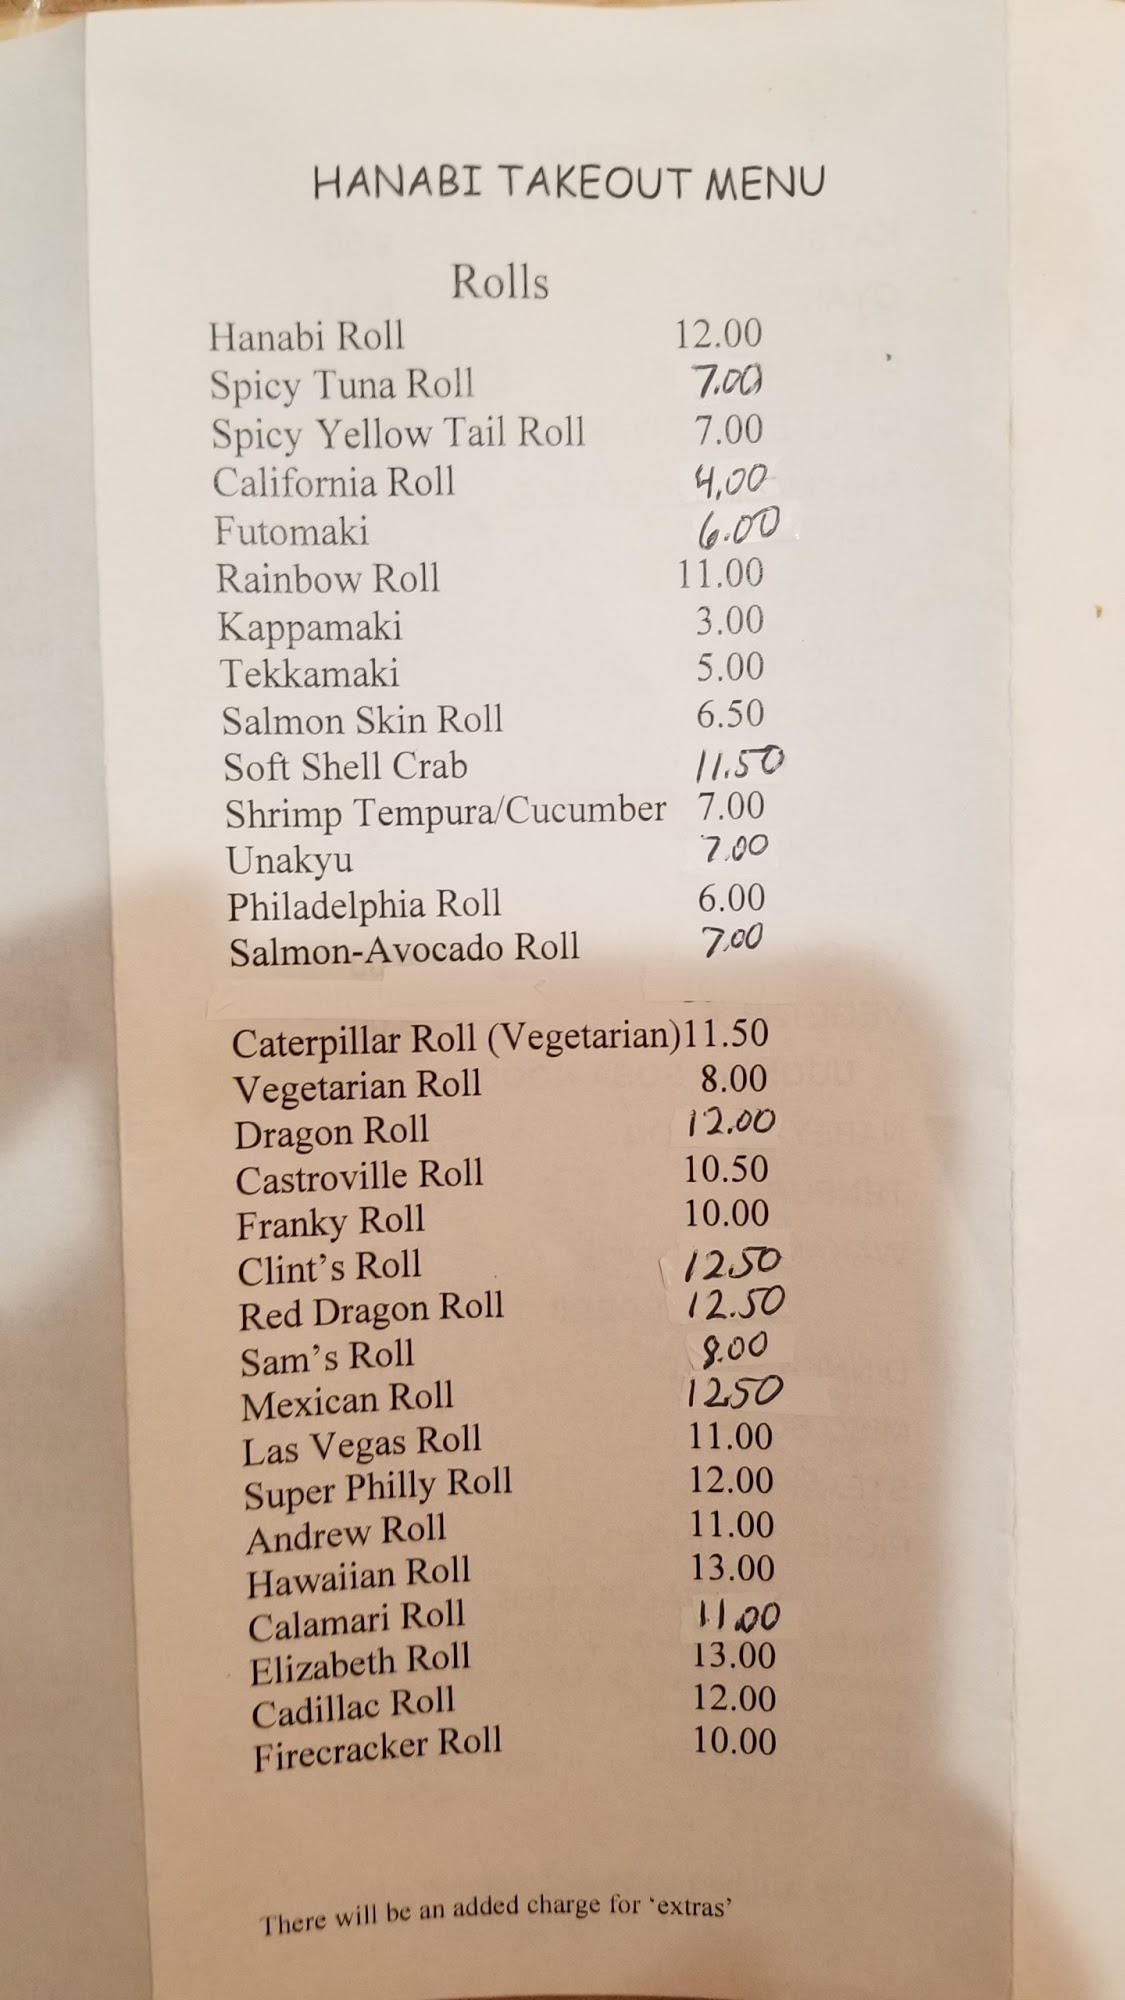 HANABI TAKEOUT MENU
Rolls
Hanabi Roll 12.00
Spicy Tuna Roll 7.00
Spicy Yellow Tail Roll 7.00
California Roll 4.00
Futomaki 6.00
Rainbow Roll 11.00
Kappamaki 3.00
Tekkamaki 5.00
Salmon Skin Roll 6.50
Soft Shell Crab 11.50
Shrimp Tempura/Cucumber 7.00
Unakyu 7.00
Philadelphia Roll 6.00
Salmon-Avocado Roll 7.00
Caterpillar Roll (Vegetarian) 11.50
Vegetarian Roll 8.00
Dragon Roll 12.00
Castroville Roll 10.50
Franky Roll 10.00
Clint's Roll 12.50
Red Dragon Roll 12.50
Sam's Roll 8.00
Mexican Roll 12.50
Las Vegas Roll 11.00
Super Philly Roll 12.00
Andrew Roll 11.00
Hawaiian Roll 13.00
Calamari Roll 11.00
Elizabeth Roll 13.00
Cadillac Roll 12.00
Firecracker Roll 10.00
There will be an added charge for 'extras'